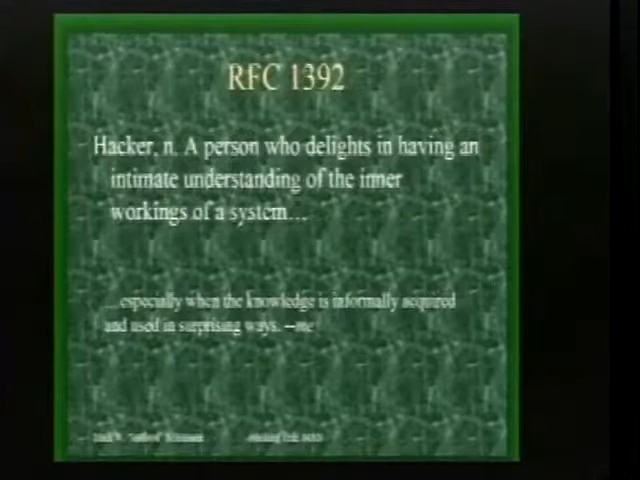 RFC 1392
Hacker, n. A person who delights in having an
intimate understanding of the inner
workings of a system…
…especially when the knowledge is informally acquired
and used in surprising ways. --me